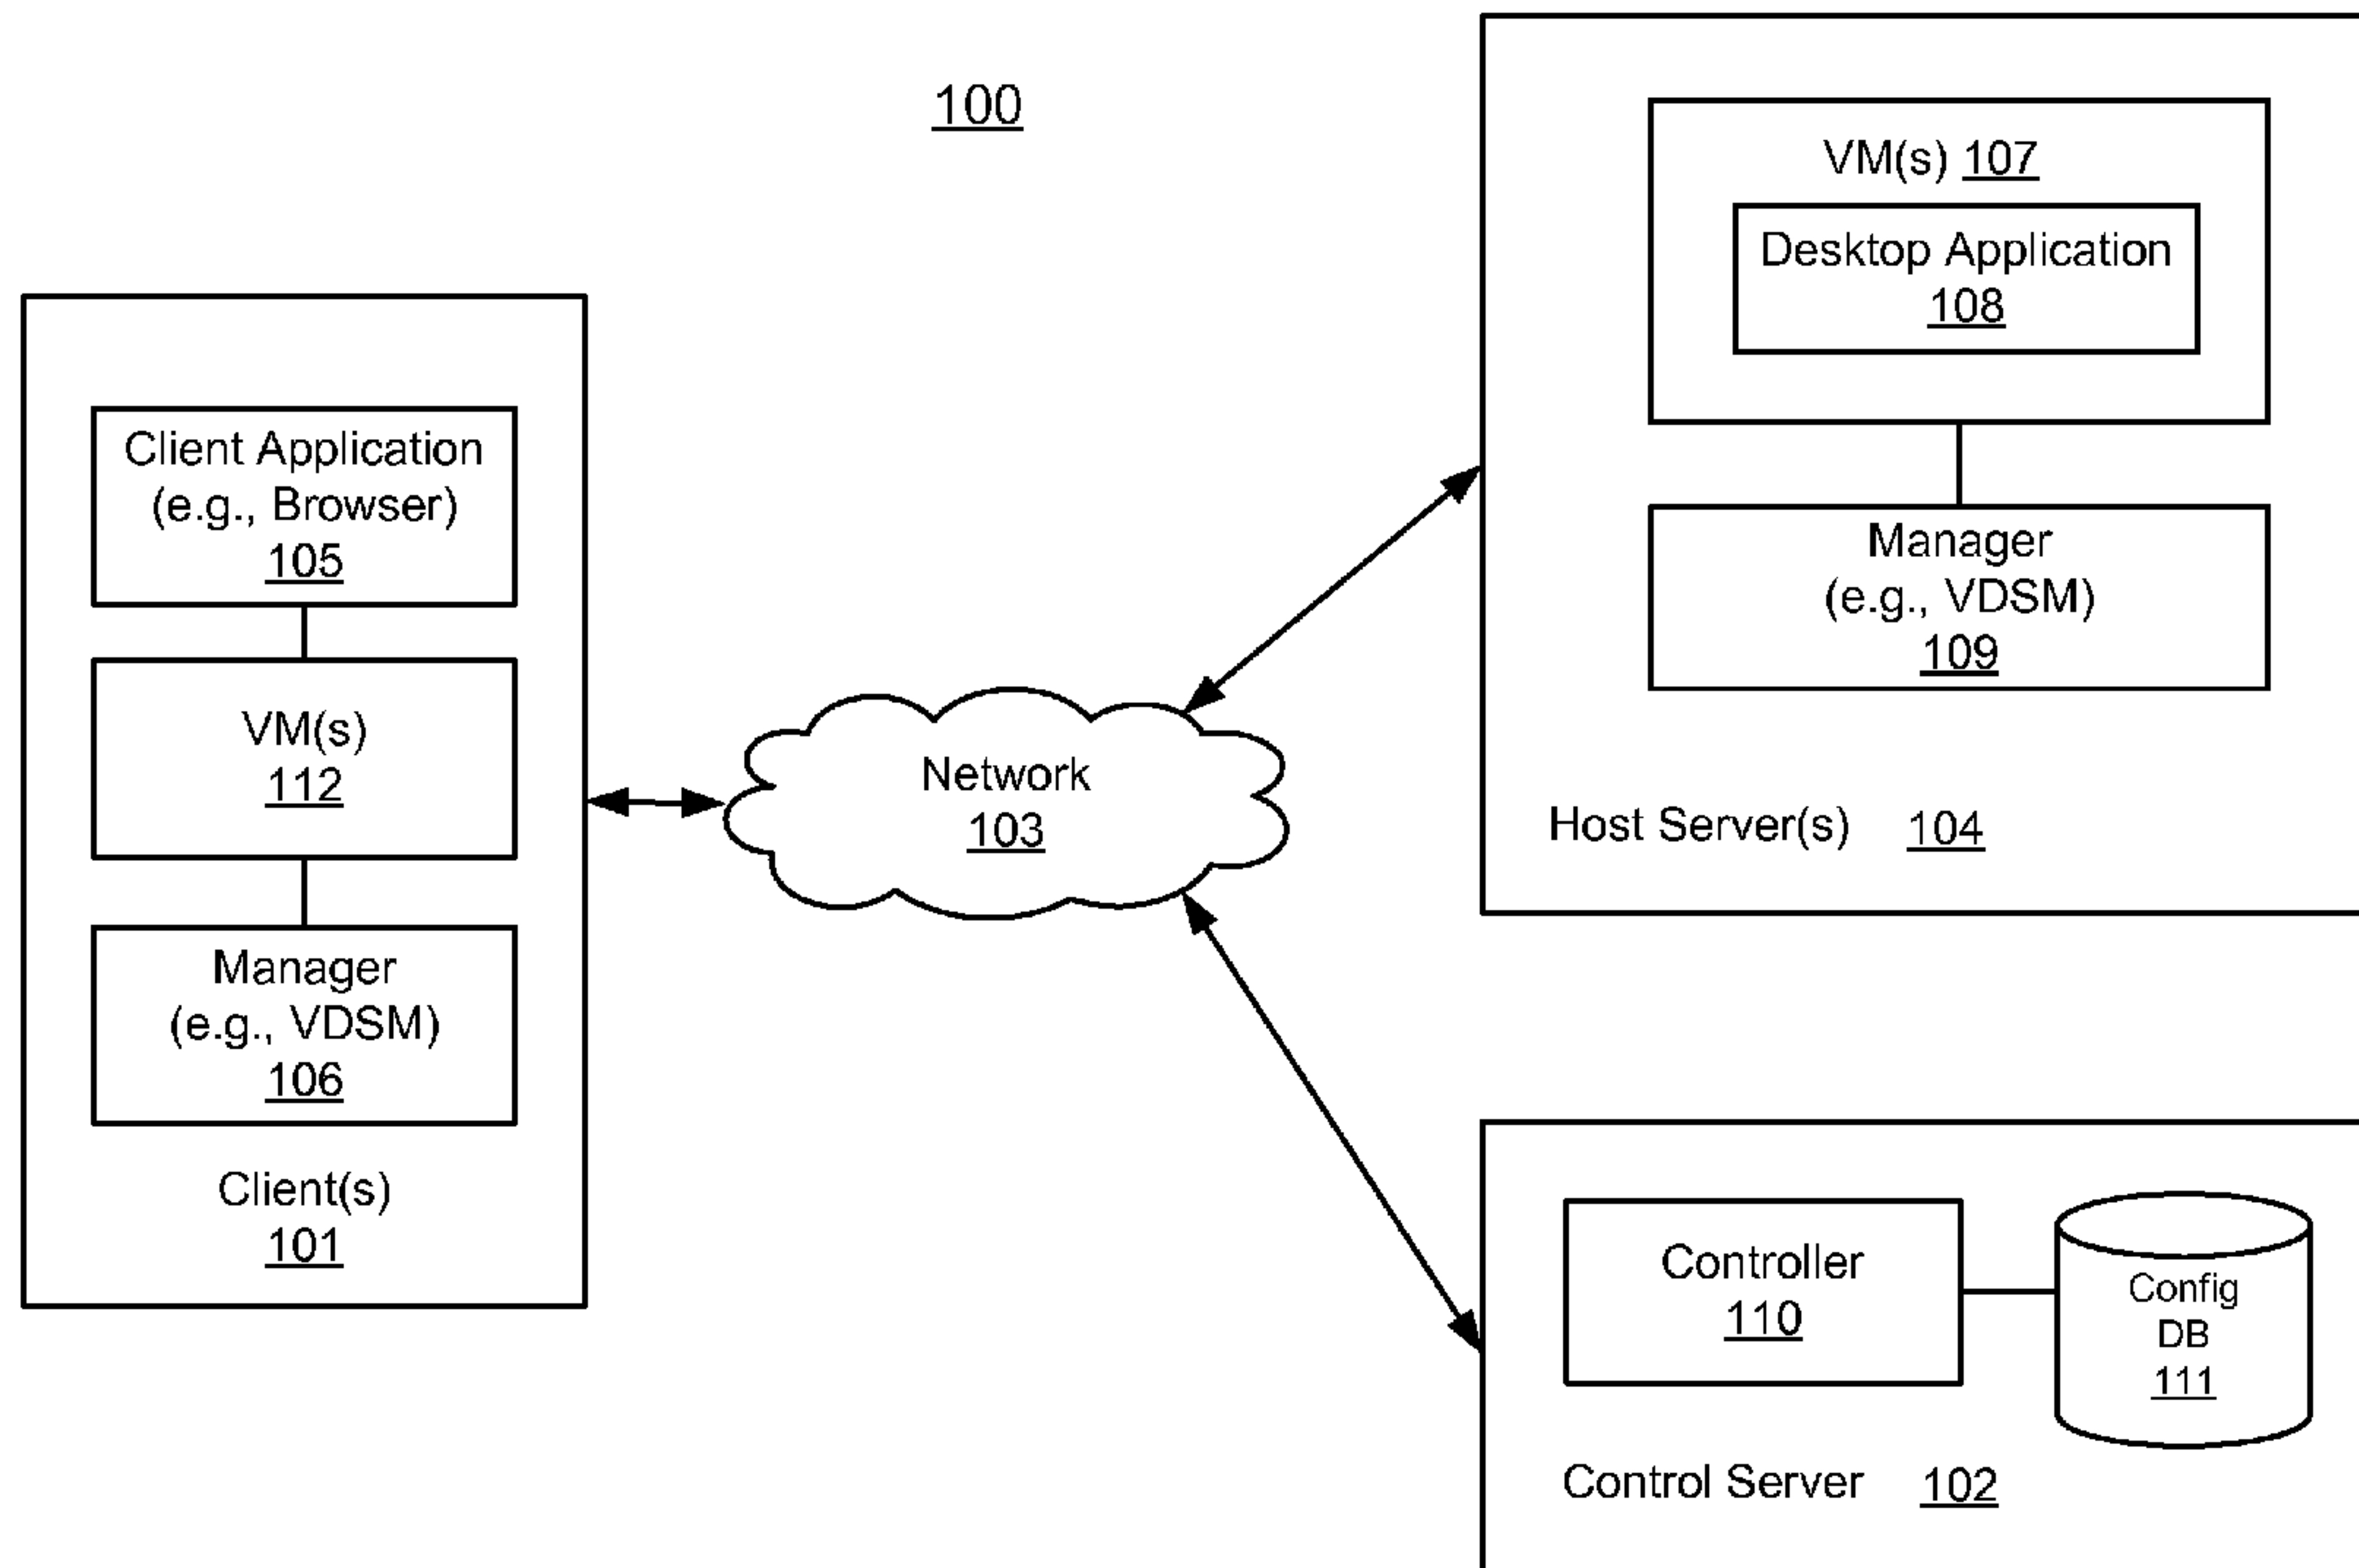 100
Client Application
(e.g., Browser)
105
VM(s)
112
Manager
(e.g., VDSM)
106
Client(s)
101
Network
103
VM(s) 107
Desktop Application
108
Manager
(e.g., VDSM)
109
Host Server(s) 104
Controller
110
Config
DB
111
Control Server 102